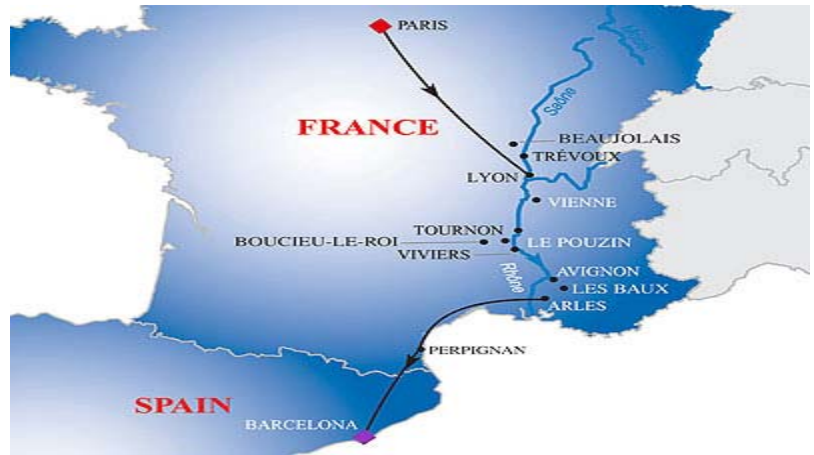 PARIS
Saône
FRANCE
BEAUJOLAIS
TRÉVOUX
LYON
VIENNE
TOURNON
BOUCIEU-LE-ROI
LE POUZIN
VIVIERS
Rhône
AVIGNON
LES BAUX
ARLES
PERPIGNAN
SPAIN
BARCELONA